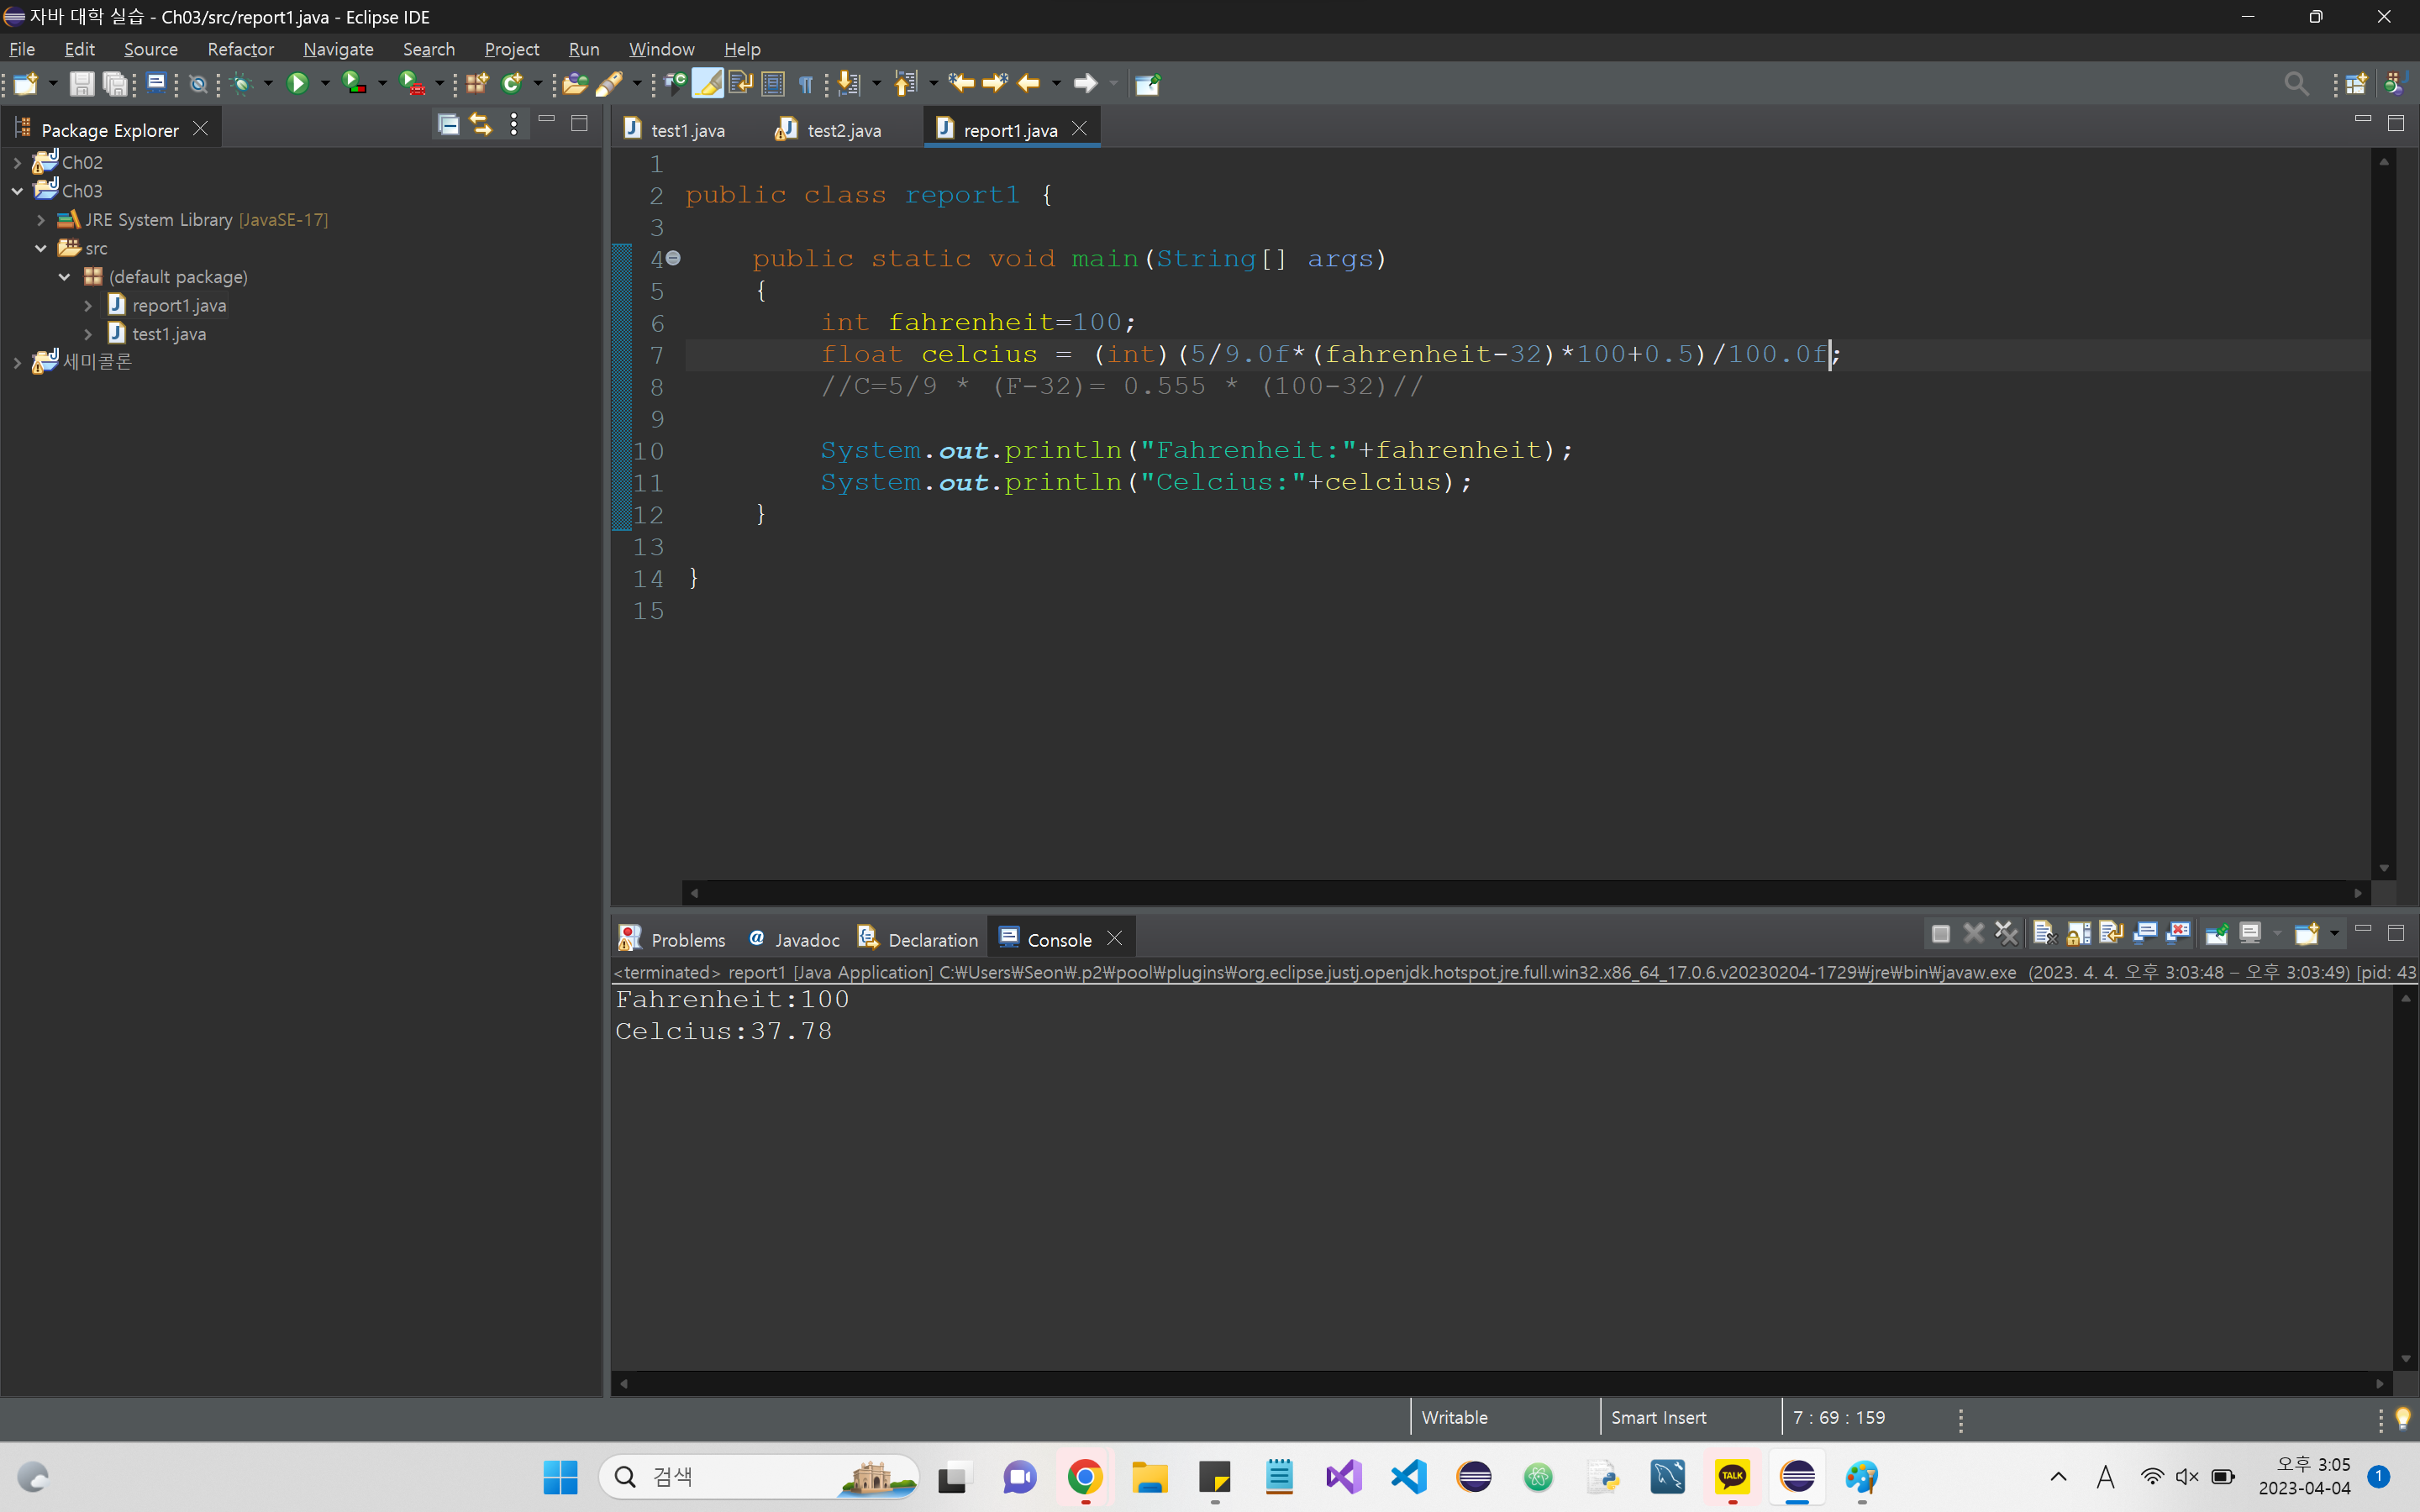 자바 대학 실습 - Ch03/src/report1.java - Eclipse IDE
File Edit Source Refactor Navigate Search Project Run Window Help
Package Explorer
Ch02
Ch03
JRE System Library [JavaSE-17]
src
(default package)
report1.java
test1.java
세미콜론
test1.java test2.java report1.java
1
2 public class report1 {
3
4 public static void main(String[] args)
5 {
6 int fahrenheit=100;
7 float celcius = (int)(5/9.0f*(fahrenheit-32)*100+0.5)/100.0f;
8 //C=5/9 * (F-32)= 0.555 * (100-32)//
9
10 System.out.println("Fahrenheit:"+fahrenheit);
11 System.out.println("Celcius:"+celcius);
12 }
13
14 }
15
Problems @ Javadoc Declaration Console
<terminated> report1 [Java Application] C:₩Users₩Seon₩.p2₩pool₩plugins₩org.eclipse.justj.openjdk.hotspot.jre.full.win32.x86_64_17.0.6.v20230204-1729₩jre₩bin₩javaw.exe (2023. 4. 4. 오후 3:03:48 – 오후 3:03:49) [pid: 43
Fahrenheit:100
Celcius:37.78
Writable Smart Insert 7 : 69 : 159
검색
TALK
A
오후 3:05
2023-04-04
1